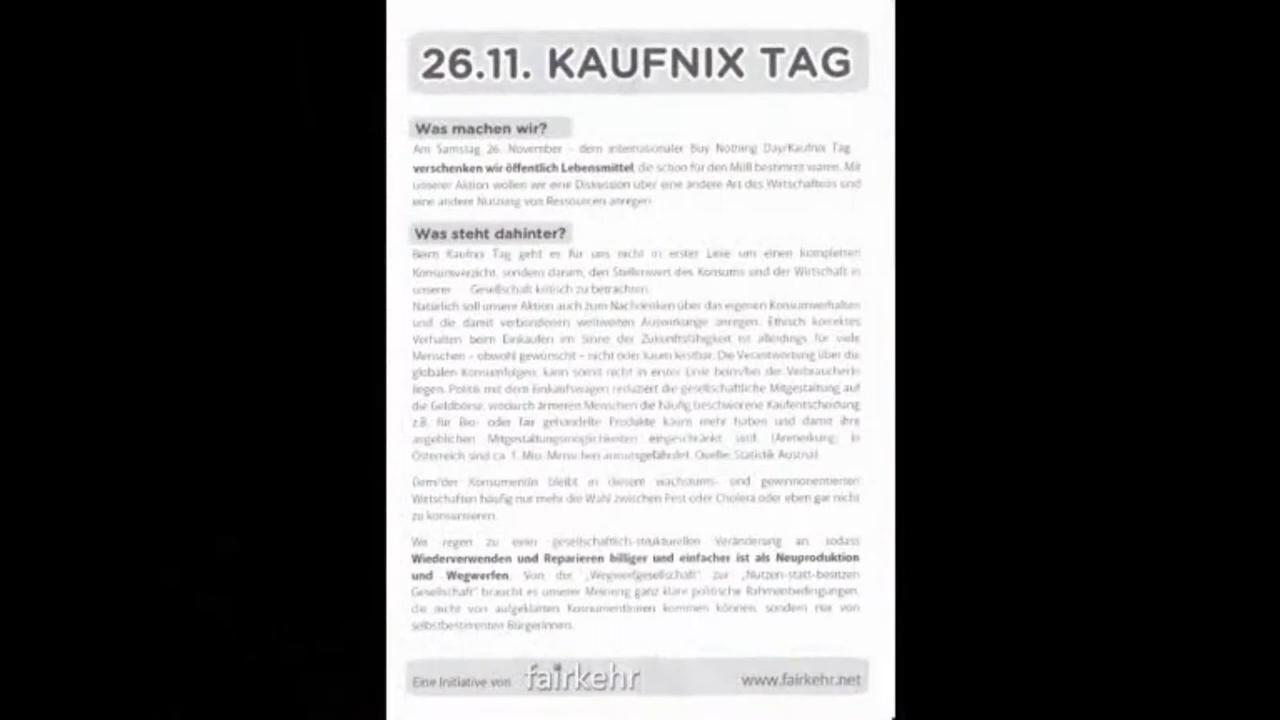 26.11. KAUFNIX TAG
Was machen wir?
Am Samstag 26. November - dem internationaler Buy Nothing Day/Kaufnix Tag
verschenken wir öffentlich Lebensmittel, die schon für den Müll bestimmt waren. Mit
unserer Aktion wollen wir eine Diskussion über eine andere Art des Wirtschaftens und
eine andere Nutzung von Ressourcen anregen.
Was steht dahinter?
Beim Kaufnix Tag geht es für uns nicht in erster Linie um einen kompletten
Konsumverzicht, sondern darum, den Stellenwert des Konsums und der Wirtschaft in
unserer Gesellschaft kritisch zu betrachten.
Natürlich soll unsere Aktion auch zum Nachdenken über das eigenen Konsumverhalten
und die damit verbundenen weltweiten Auswirkunge anregen. Ethisch korrektes
Verhalten beim Einkaufen im Sinne der Zukunftsfähigkeit ist allerdings für viele
Menschen – obwohl gewünscht – nicht oder kaum leistbar. Die Verantwortung über die
globalen Konsumfolgen, kann somit nicht in erster Linie beim/bei der VerbraucherIn
liegen. Politik mit dem Einkaufswagen reduziert die gesellschaftliche Mitgestaltung auf
die Geldbörse, wodurch ärmeren Menschen die häufig beschworene Kaufentscheidung
z.B. für Bio- oder fair gehandelte Produkte kaum mehr haben und damit ihre
angeblichen Mitgestaltungsmöglichkeiten eingeschränkt sind. (Anmerkung: In
Österreich sind ca. 1. Mio. Menschen armutsgefährdet. Quelle: Statistik Austria)
Dem/der KonsumentIn bleibt in diesem wachstums- und gewinnorientierten
Wirtschaften häufig nur mehr die Wahl zwischen Pest oder Cholera oder eben gar nicht
zu konsumieren.
Wir regen zu einer gesellschaftlich-strukturellen Veränderung an, sodass
Wiederverwenden und Reparieren billiger und einfacher ist als Neuproduktion
und Wegwerfen. Von der „Wegwerfgesellschaft" zur „Nutzen-statt-besitzen
Gesellschaft" braucht es unserer Meinung ganz klare politische Rahmenbedingungen,
die nicht von aufgeklärten KonsumentInnen kommen können, sondern nur von
selbstbestimmten BürgerInnen.
Eine Initiative von fairkehr www.fairkehr.net